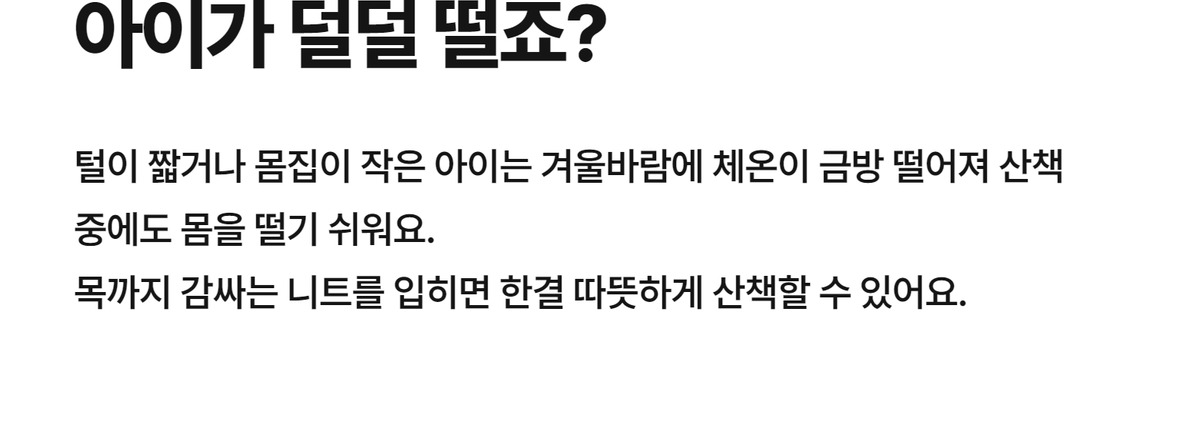 아이가 덜덜 떨죠?
털이 짧거나 몸집이 작은 아이는 겨울바람에 체온이 금방 떨어져 산책
중에도 몸을 떨기 쉬워요.
목까지 감싸는 니트를 입히면 한결 따뜻하게 산책할 수 있어요.